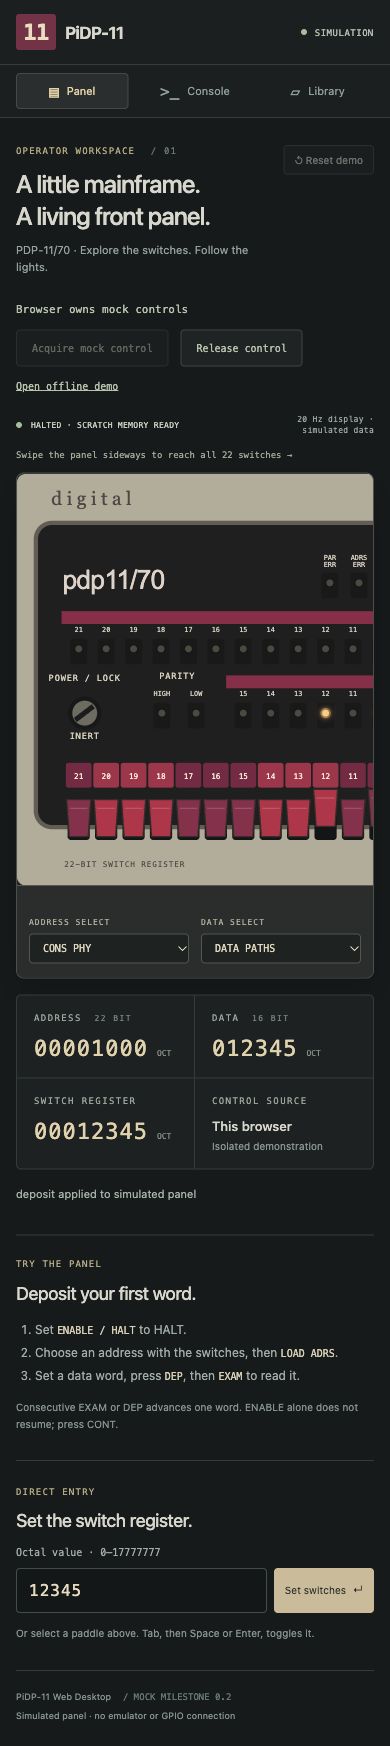 11 PiDP-11
SIMULATION
Panel
>_ Console
Library
OPERATOR WORKSPACE / 01
↺ Reset demo
A little mainframe.
A living front panel.
PDP-11/70 · Explore the switches. Follow the
lights.
Browser owns mock controls
Acquire mock control
Release control
Open offline demo
HALTED · SCRATCH MEMORY READY
20 Hz display ·
simulated data
Swipe the panel sideways to reach all 22 switches →
digital
pdp11/70
PAR
ERR
ADRS
ERR
21 20 19 18 17 16 15 14 13 12 11
POWER / LOCK
PARITY
HIGH LOW
15 14 13 12 11
INERT
21 20 19 18 17 16 15 14 13 12 11
22-BIT SWITCH REGISTER
ADDRESS SELECT
CONS PHY
DATA SELECT
DATA PATHS
ADDRESS 22 BIT
00001000 OCT
DATA 16 BIT
012345 OCT
SWITCH REGISTER
00012345 OCT
CONTROL SOURCE
This browser
Isolated demonstration
deposit applied to simulated panel
TRY THE PANEL
Deposit your first word.
1. Set ENABLE / HALT to HALT.
2. Choose an address with the switches, then LOAD ADRS.
3. Set a data word, press DEP, then EXAM to read it.
Consecutive EXAM or DEP advances one word. ENABLE alone does not
resume; press CONT.
DIRECT ENTRY
Set the switch register.
Octal value · 0–17777777
12345
Set switches ↵
Or select a paddle above. Tab, then Space or Enter, toggles it.
PiDP-11 Web Desktop / MOCK MILESTONE 0.2
Simulated panel · no emulator or GPIO connection